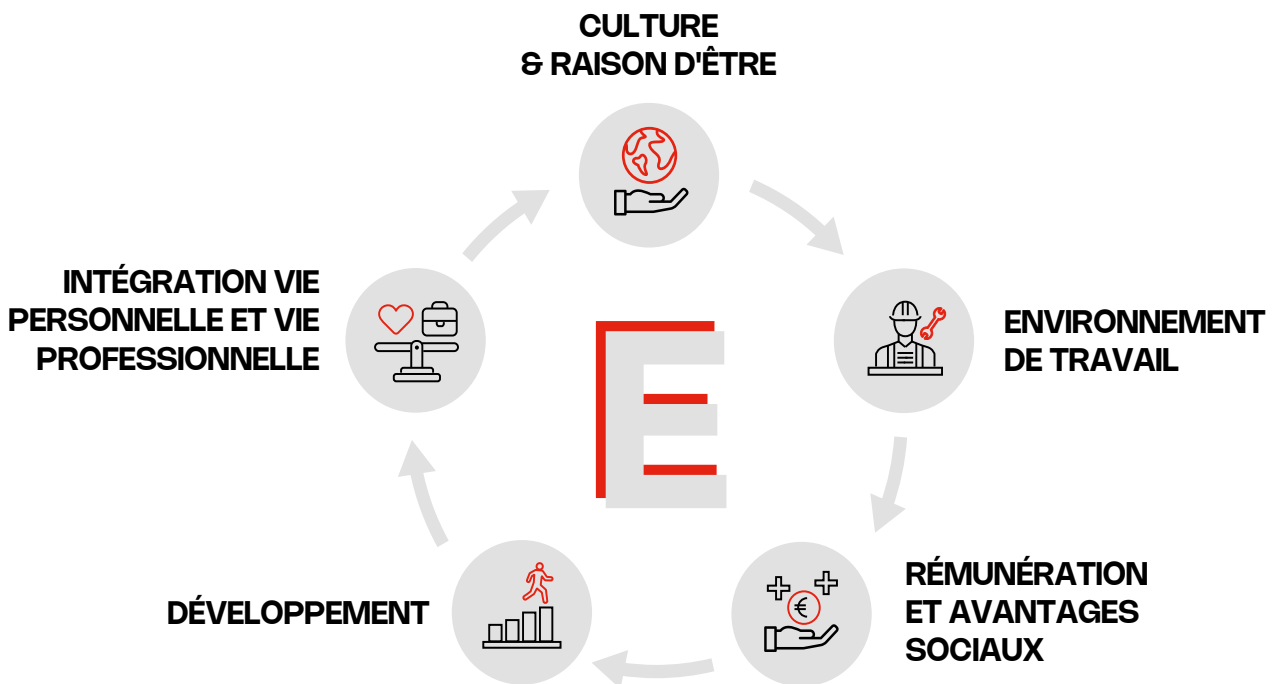 CULTURE
& RAISON D'ÊTRE
INTÉGRATION VIE
PERSONNELLE ET VIE
PROFESSIONNELLE
ENVIRONNEMENT
DE TRAVAIL
E
€
DÉVELOPPEMENT
RÉMUNÉRATION
ET AVANTAGES
SOCIAUX